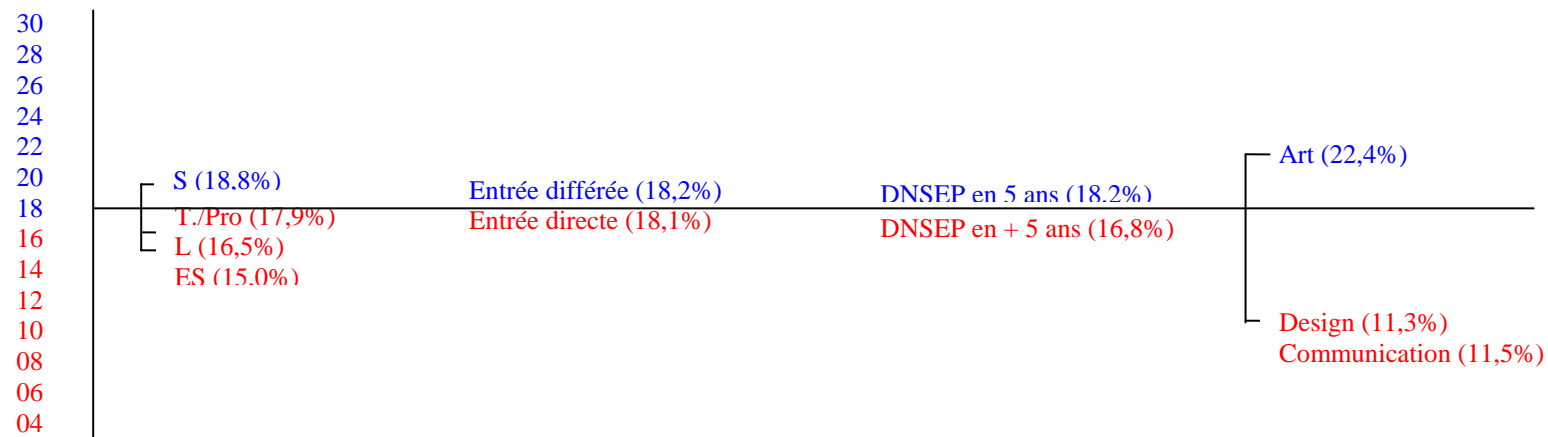 30
28
26
24
22
20
18
16
14
12
10
08
06
04
S (18,8%)
T./Pro (17,9%)
L (16,5%)
ES (15,0%)
Entrée différée (18,2%)
Entrée directe (18,1%)
DNSEP en 5 ans (18,2%)
DNSEP en + 5 ans (16,8%)
Art (22,4%)
Design (11,3%)
Communication (11,5%)